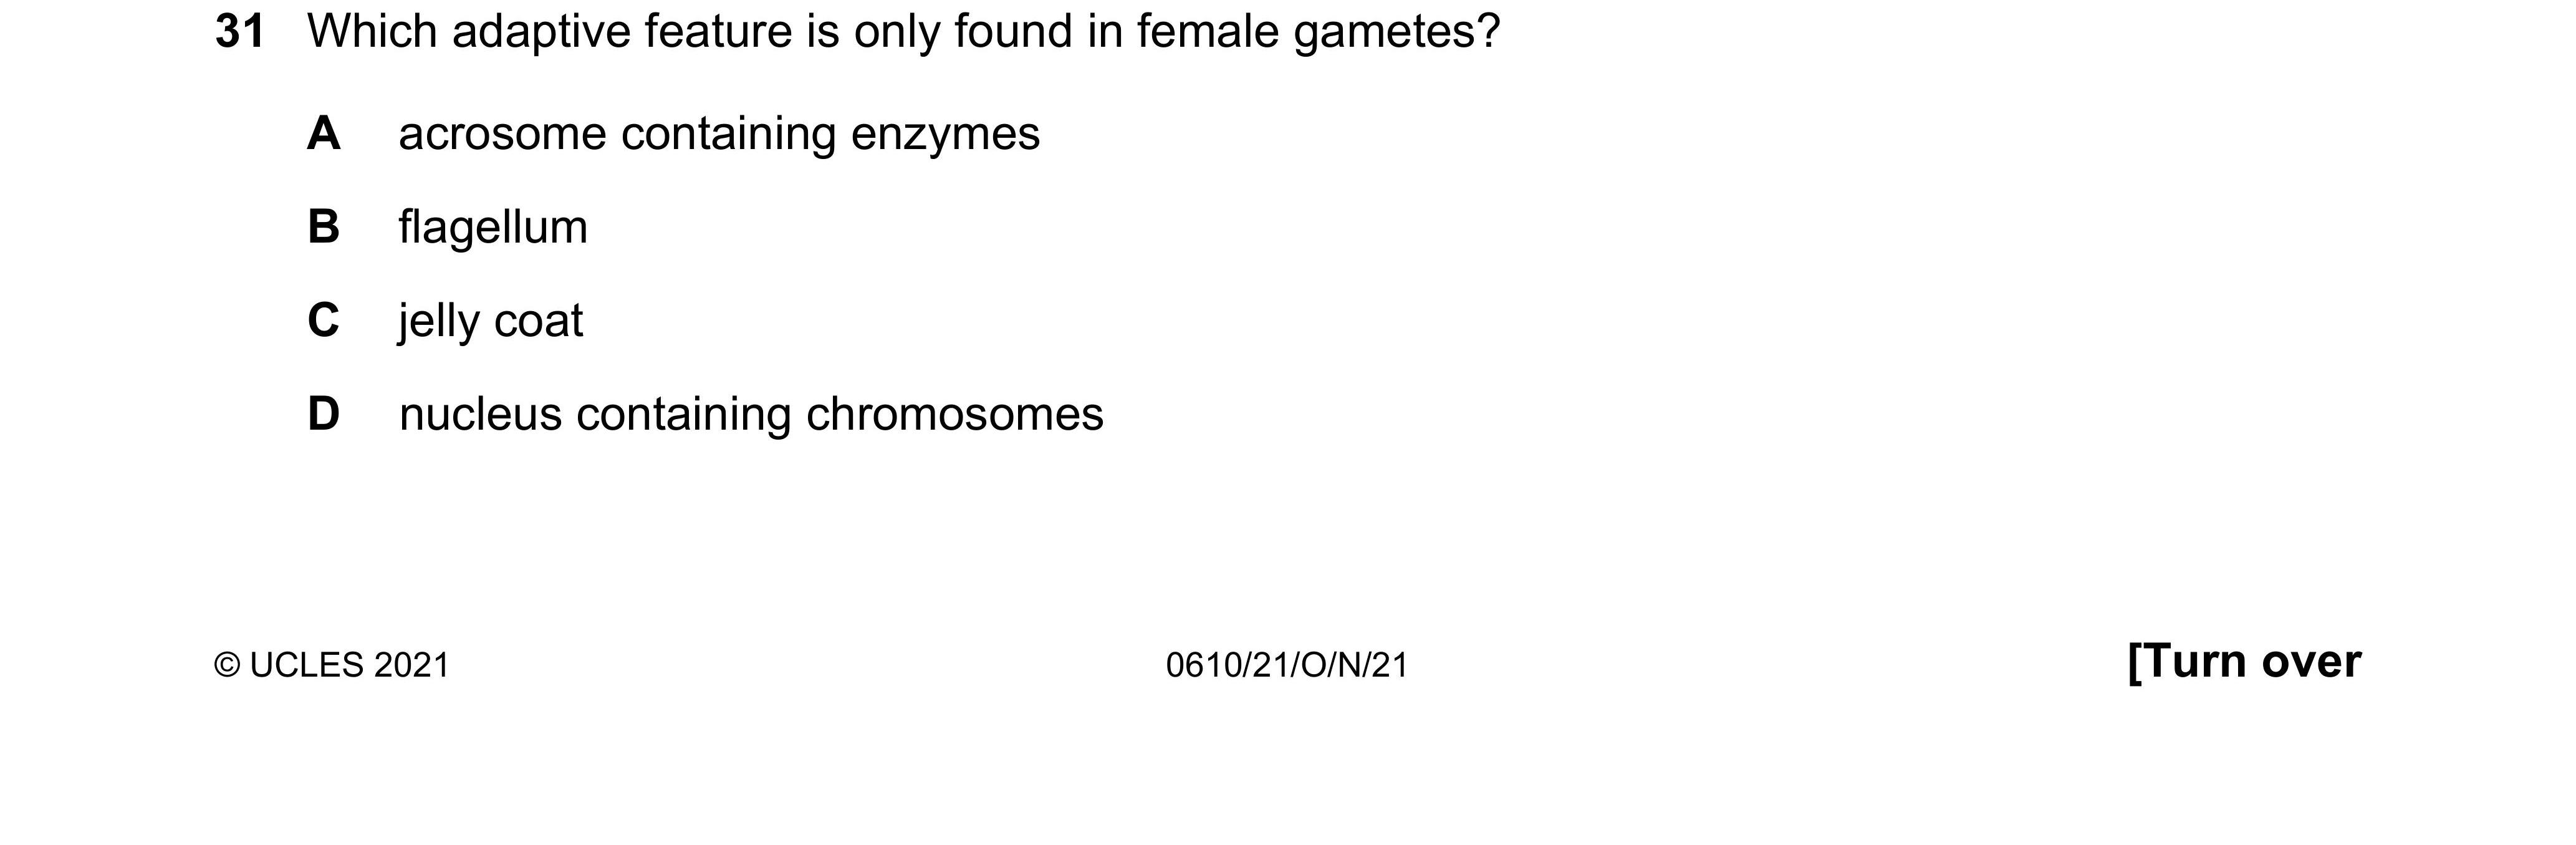 31 Which adaptive feature is only found in female gametes?
A acrosome containing enzymes
B flagellum
C jelly coat
D nucleus containing chromosomes
© UCLES 2021 0610/21/O/N/21 [Turn over